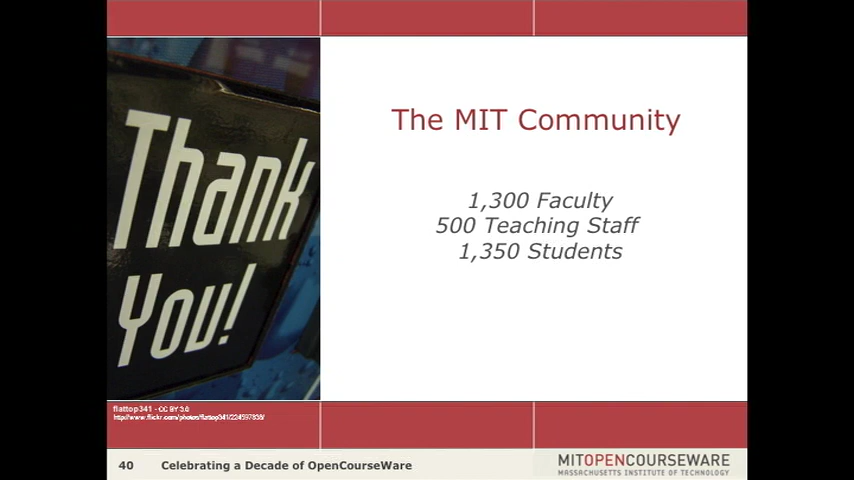 Thank
You!
The MIT Community
1,300 Faculty
500 Teaching Staff
1,350 Students
flattop341 - CC BY 3.0
40 Celebrating a Decade of OpenCourseWare
MITOPENCOURSEWARE
MASSACHUSETTS INSTITUTE OF TECHNOLOGY